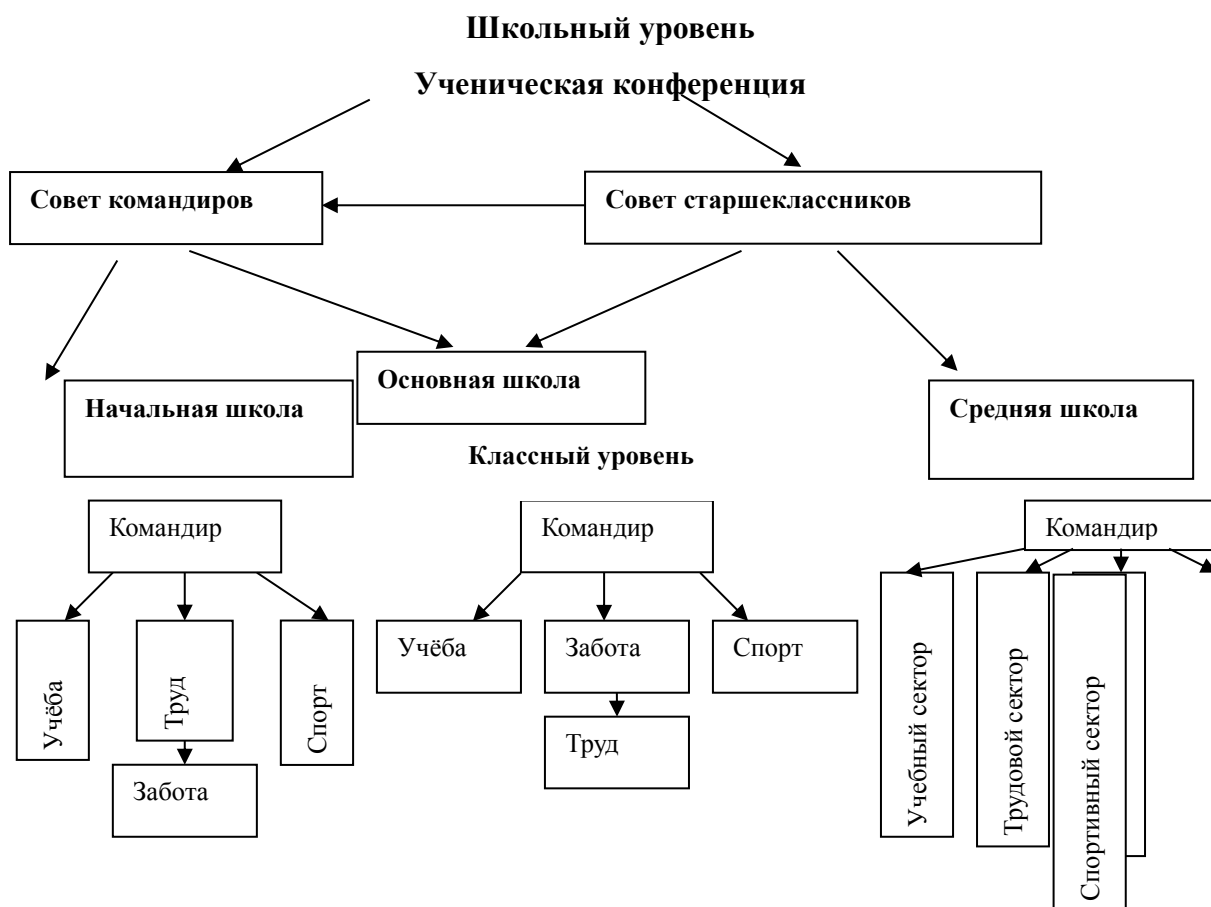 Школьный уровень
Ученическая конференция
Совет командиров
Совет старшеклассников
Основная школа
Начальная школа
Средняя школа
Классный уровень
Командир
Командир
Командир
Учёба
Труд
Спорт
Забота
Учёба
Забота
Спорт
Труд
Учебный сектор
Трудовой сектор
Спортивный сектор